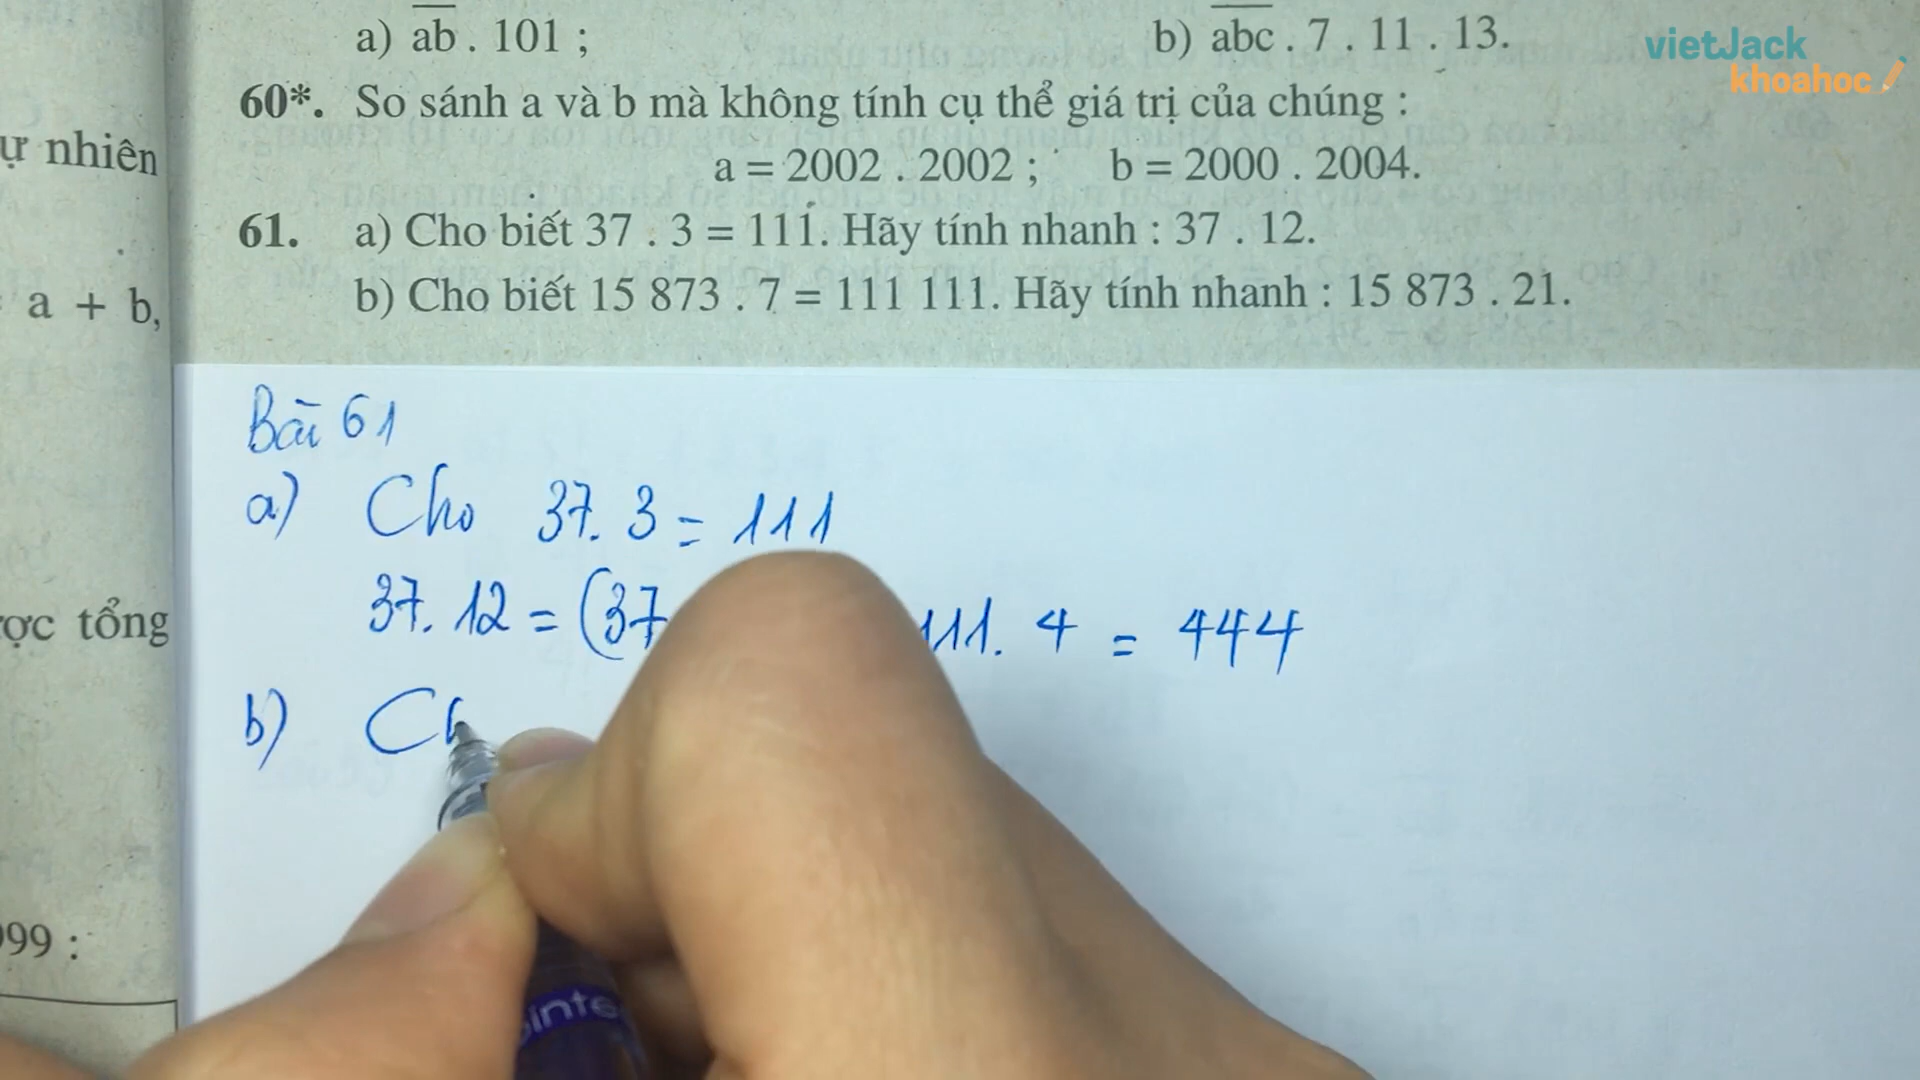 a) ab . 101 ; b) abc . 7 . 11 . 13.
vietJack
khoahoc
60*. So sánh a và b mà không tính cụ thể giá trị của chúng :
a = 2002 . 2002 ; b = 2000 . 2004.
61. a) Cho biết 37 . 3 = 111. Hãy tính nhanh : 37 . 12.
b) Cho biết 15 873 . 7 = 111 111. Hãy tính nhanh : 15 873 . 21.
nhiên
a + b,
tổng
99 :
Bài 61
a) Cho 37. 3 = 111
37. 12 = (37 111. 4 = 444
b) Ch